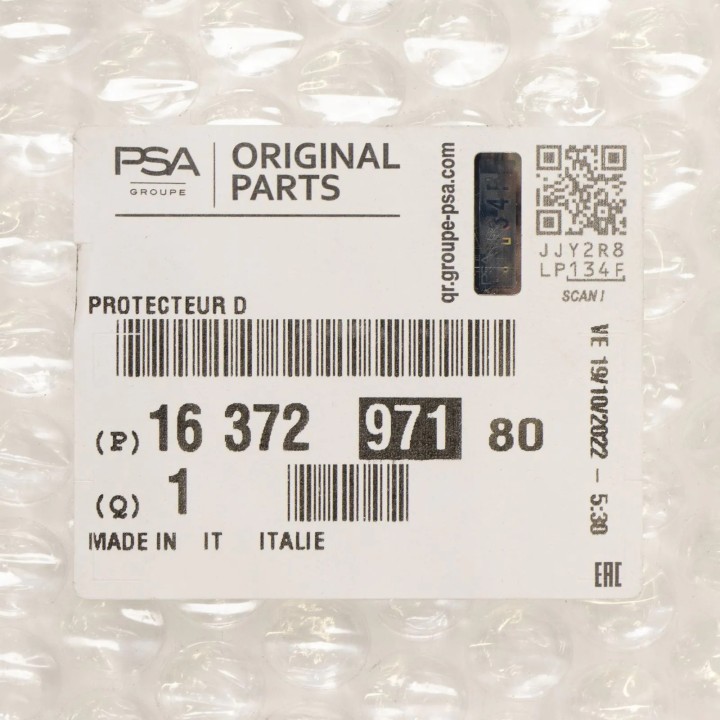 PSA
GROUPE
ORIGINAL
PARTS
qr.groupe-psa.com
134F
JJY2R8
LP134F
SCAN !
PROTECTEUR D
(P) 16 372 971 80
(Q) 1
MADE IN IT ITALIE
VE 19/10/2022 - 5:30
EAC